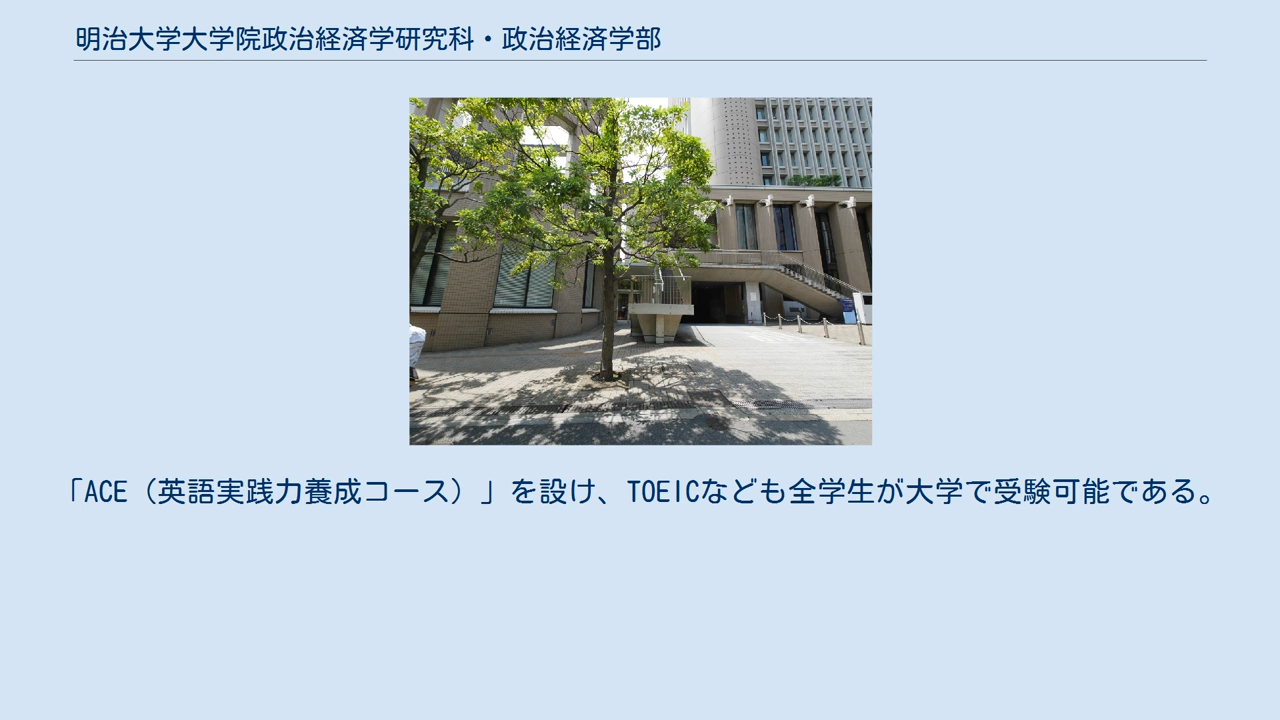 明治大学大学院政治経済学研究科・政治経済学部
「ACE（英語実践力養成コース）」を設け、TOEICなども全学生が大学で受験可能である。